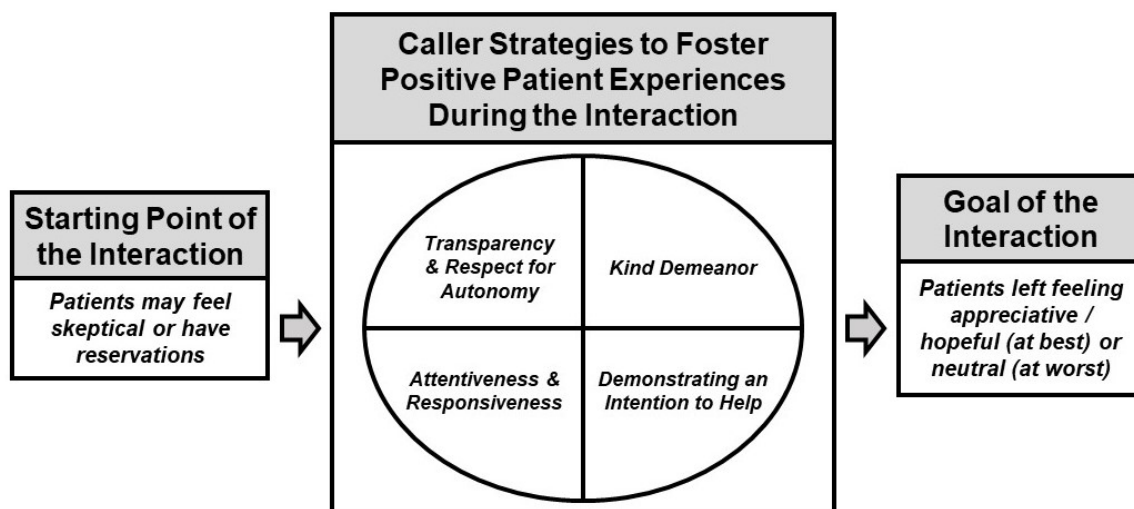 Starting Point of
the Interaction
Patients may feel
skeptical or have
reservations
Caller Strategies to Foster
Positive Patient Experiences
During the Interaction
Transparency
& Respect for
Autonomy
Kind Demeanor
Attentiveness &
Responsiveness
Demonstrating an
Intention to Help
Goal of the
Interaction
Patients left feeling
appreciative /
hopeful (at best) or
neutral (at worst)